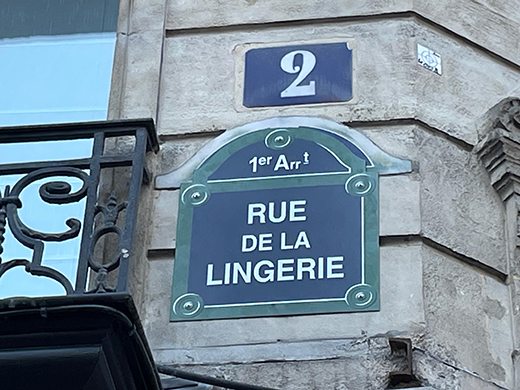 2
1er Arrt
RUE
DE LA
LINGERIE